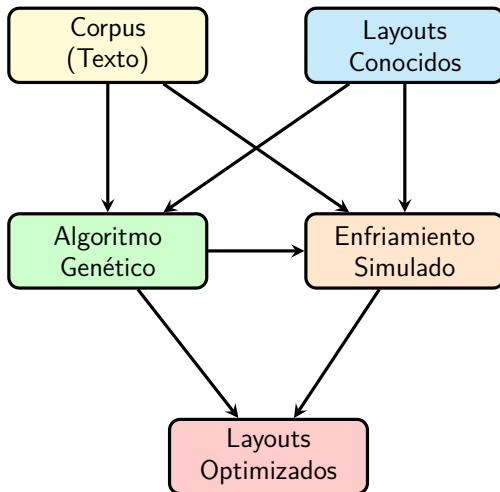 Corpus
(Texto)
Layouts
Conocidos
Algoritmo
Genético
Enfriamiento
Simulado
Layouts
Optimizados